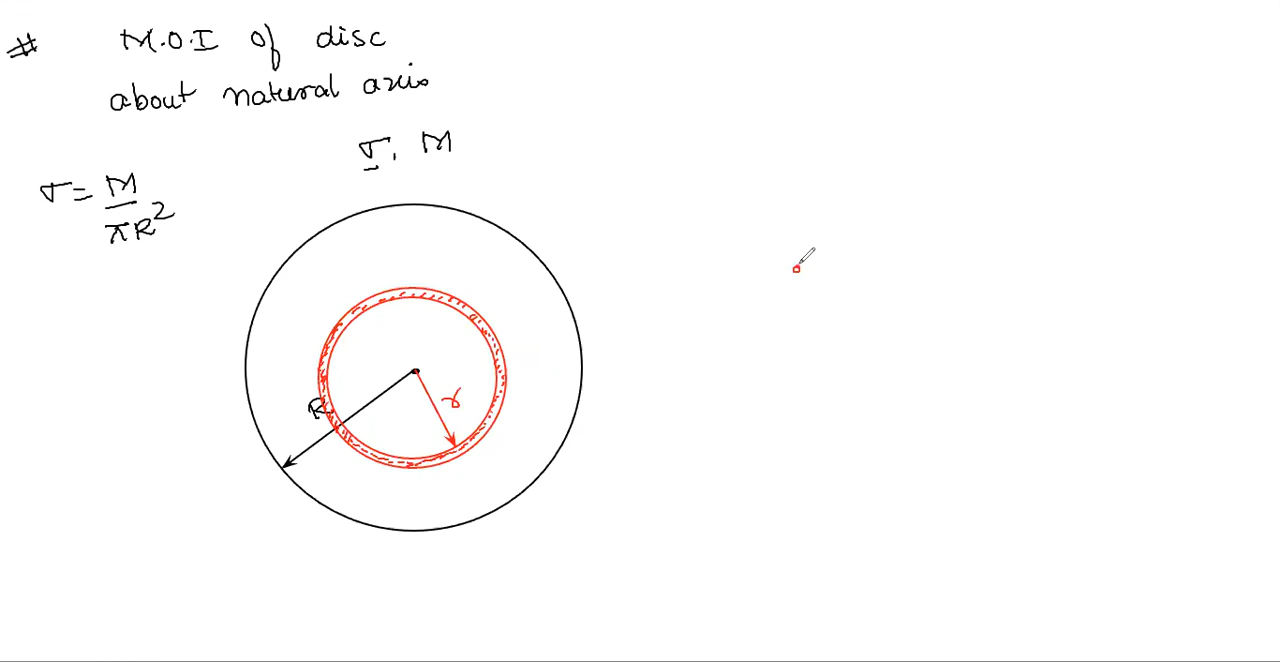 # M.O.I of disc
about natural axis
σ, M
σ = M
πR²
R
r